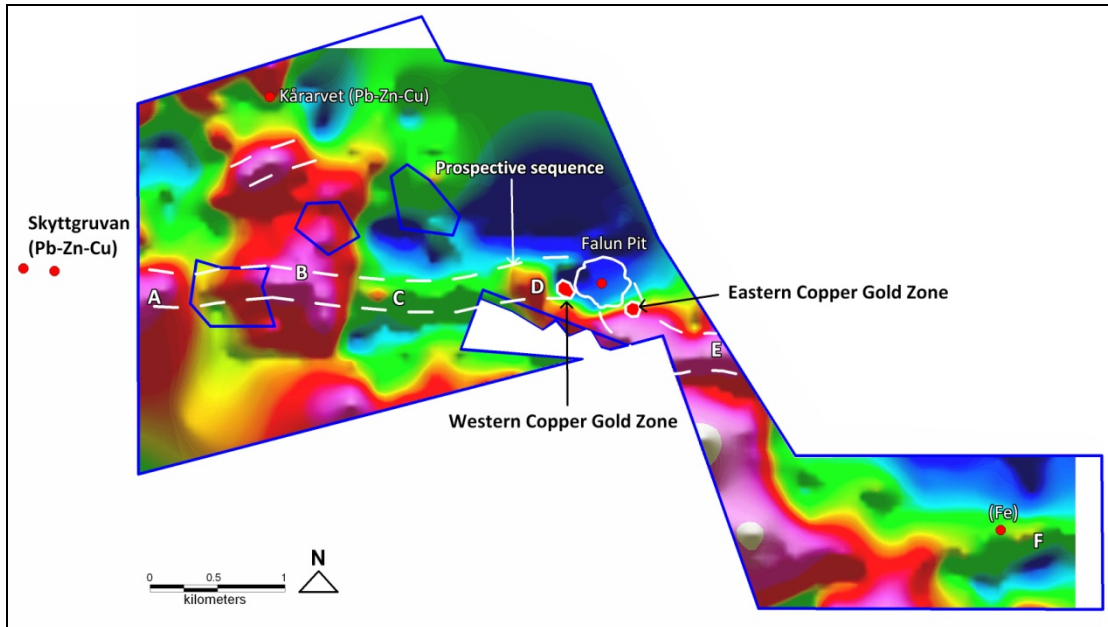 Kårarvet (Pb-Zn-Cu)
Prospective sequence
Skyttgruvan
(Pb-Zn-Cu)
Falun Pit
A
B
C
D
Eastern Copper Gold Zone
E
Western Copper Gold Zone
(Fe)
F
N
0 0.5 1
kilometers